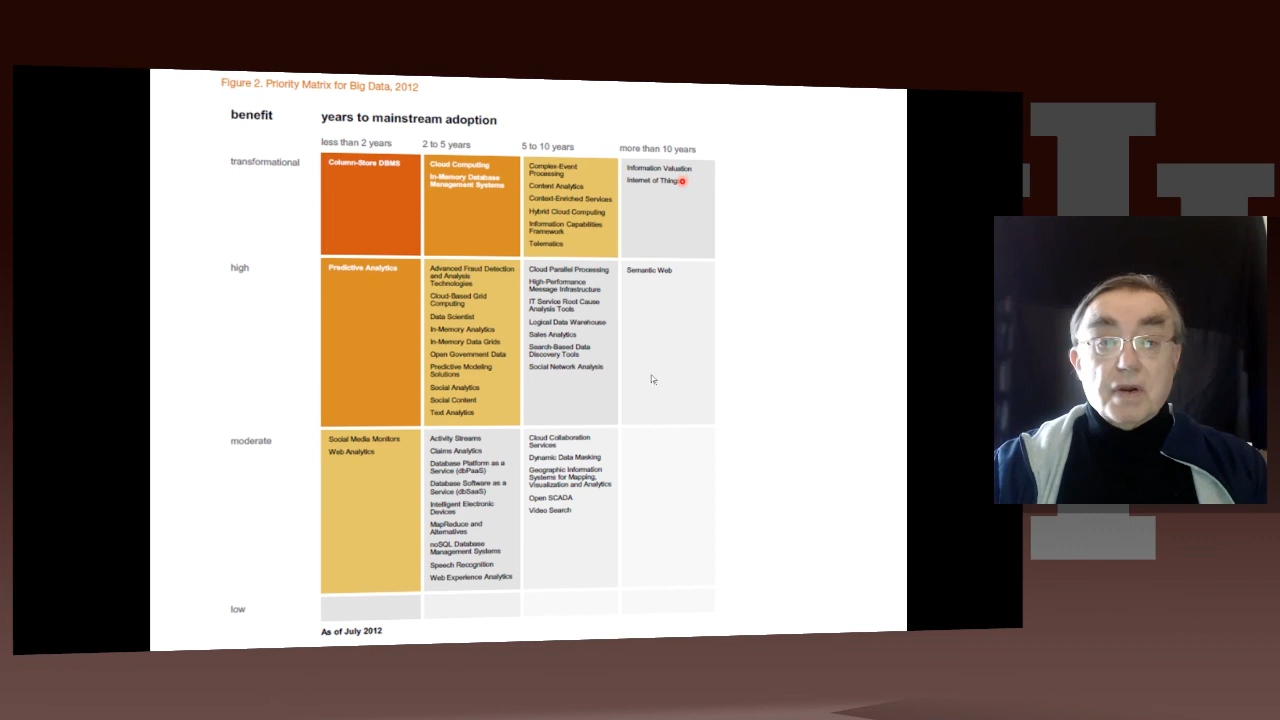 Figure 2. Priority Matrix for Big Data, 2012
benefit
years to mainstream adoption
less than 2 years
2 to 5 years
5 to 10 years
more than 10 years
transformational
Column-Store DBMS
Cloud Computing
In-Memory Database
Management Systems
Complex-Event
Processing
Content Analytics
Context-Enriched Services
Hybrid Cloud Computing
Information Capabilities
Framework
Telematics
Information Valuation
Internet of Things
high
Predictive Analytics
Advanced Fraud Detection
and Analysis
Technologies
Cloud-Based Grid
Computing
Data Scientist
In-Memory Analytics
In-Memory Data Grids
Open Government Data
Predictive Modeling
Solutions
Social Analytics
Social Content
Text Analytics
Cloud Parallel Processing
High-Performance
Message Infrastructure
IT Service Root Cause
Analysis Tools
Logical Data Warehouse
Sales Analytics
Search-Based Data
Discovery Tools
Social Network Analysis
Semantic Web
moderate
Social Media Monitors
Web Analytics
Activity Streams
Claims Analytics
Database Platform as a
Service (dbPaaS)
Database Software as a
Service (dbSaaS)
Intelligent Electronic
Devices
MapReduce and
Alternatives
noSQL Database
Management Systems
Speech Recognition
Web Experience Analytics
Cloud Collaboration
Services
Dynamic Data Masking
Geographic Information
Systems for Mapping,
Visualization and Analytics
Open SCADA
Video Search
low
As of July 2012